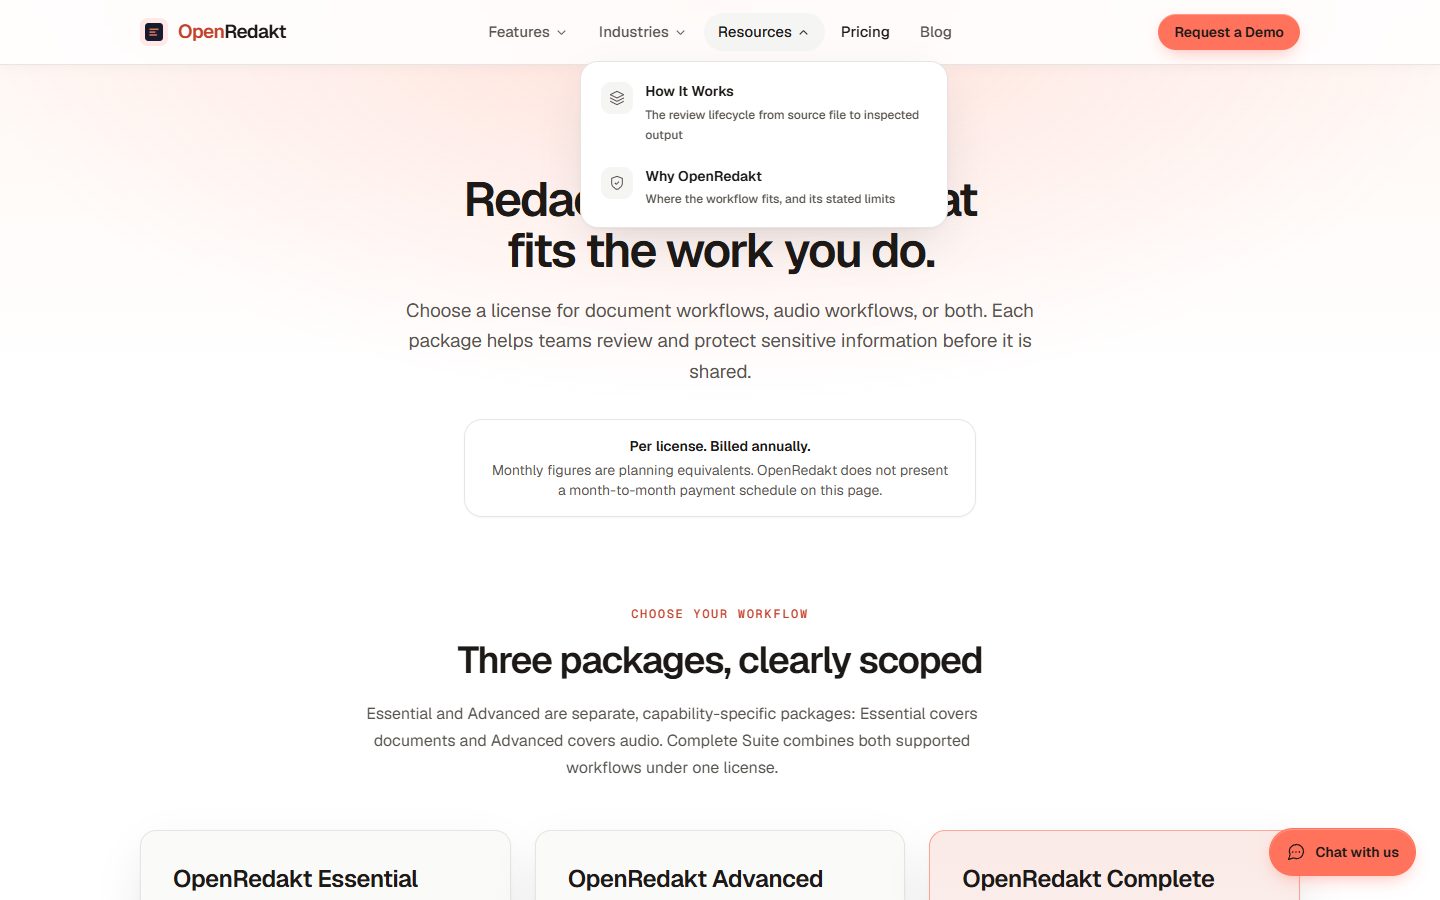 OpenRedakt
Features
Industries
Resources
Pricing
Blog
Request a Demo
How It Works
The review lifecycle from source file to inspected
output
Why OpenRedakt
Where the workflow fits, and its stated limits
fits the work you do.
Choose a license for document workflows, audio workflows, or both. Each
package helps teams review and protect sensitive information before it is
shared.
Per license. Billed annually.
Monthly figures are planning equivalents. OpenRedakt does not present
a month-to-month payment schedule on this page.
CHOOSE YOUR WORKFLOW
Three packages, clearly scoped
Essential and Advanced are separate, capability-specific packages: Essential covers
documents and Advanced covers audio. Complete Suite combines both supported
workflows under one license.
OpenRedakt Essential
OpenRedakt Advanced
OpenRedakt Complete
Chat with us